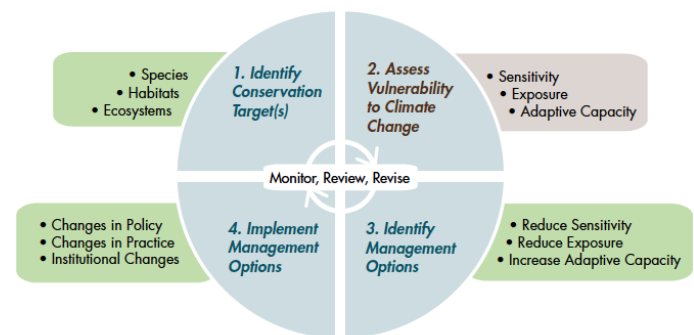 • Species
• Habitats
• Ecosystems
1. Identify
Conservation
Target(s)
2. Assess
Vulnerability
to Climate
Change
• Sensitivity
• Exposure
• Adaptive Capacity
Monitor, Review, Revise
• Changes in Policy
• Changes in Practice
• Institutional Changes
4. Implement
Management
Options
3. Identify
Management
Options
• Reduce Sensitivity
• Reduce Exposure
• Increase Adaptive Capacity